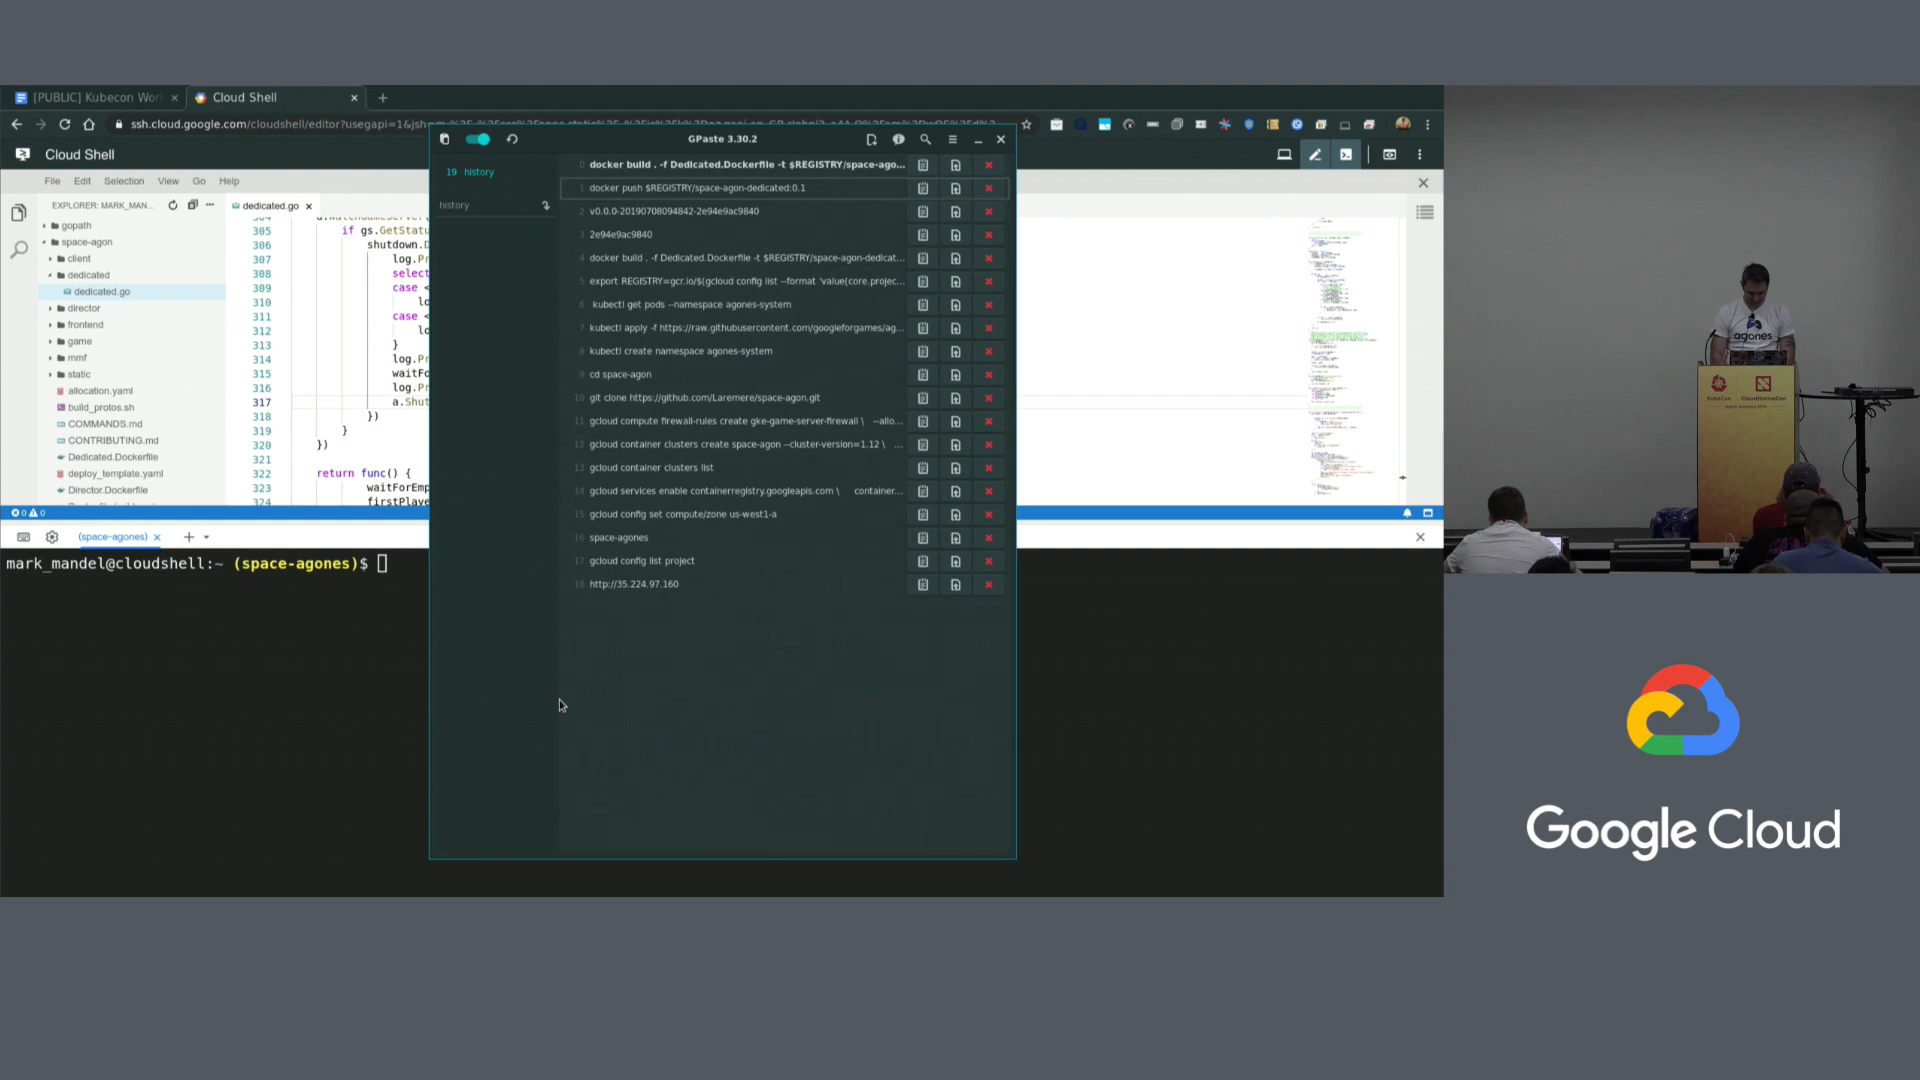 [PUBLIC] Kubecon Wor
Cloud Shell
Cloud Shell
File Edit Selection View Go Help
EXPLORER: MARK_MAN...
gopath
space-agon
client
dedicated
dedicated.go
director
frontend
game
mmf
static
allocation.yaml
build_protos.sh
COMMANDS.md
CONTRIBUTING.md
Dedicated.Dockerfile
deploy_template.yaml
Director.Dockerfile
dedicated.go
305 if gs.GetStatu
306 shutdown.D
307 log.Pr
308 select
309 case <
310 lo
311 case <
312 lo
313 }
314 log.Pr
315 waitFo
316 log.Pr
317 a.Shut
318 })
319 }
320 })
321
322 return func() {
323 waitForEmp
324 firstPlaye
0 0
(space-agones)
mark_mandel@cloudshell:~ (space-agones)$
GPaste 3.30.2
19 history
history
0 docker build . -f Dedicated.Dockerfile -t $REGISTRY/space-ago...
1 docker push $REGISTRY/space-agon-dedicated:0.1
2 v0.0.0-20190708094842-2e94e9ac9840
3 2e94e9ac9840
4 docker build . -f Dedicated.Dockerfile -t $REGISTRY/space-agon-dedicat...
5 export REGISTRY=gcr.io/$(gcloud config list --format 'value(core.projec...
6 kubectl get pods --namespace agones-system
7 kubectl apply -f https://raw.githubusercontent.com/googleforgames/ag...
8 kubectl create namespace agones-system
9 cd space-agon
10 git clone https://github.com/Laremere/space-agon.git
11 gcloud compute firewall-rules create gke-game-server-firewall \ --allo...
12 gcloud container clusters create space-agon --cluster-version=1.12 \ ...
13 gcloud container clusters list
14 gcloud services enable containerregistry.googleapis.com \ container...
15 gcloud config set compute/zone us-west1-a
16 space-agones
17 gcloud config list project
18 http://35.224.97.160
agones
KubeCon CloudNativeCon
North America 2019
Google Cloud